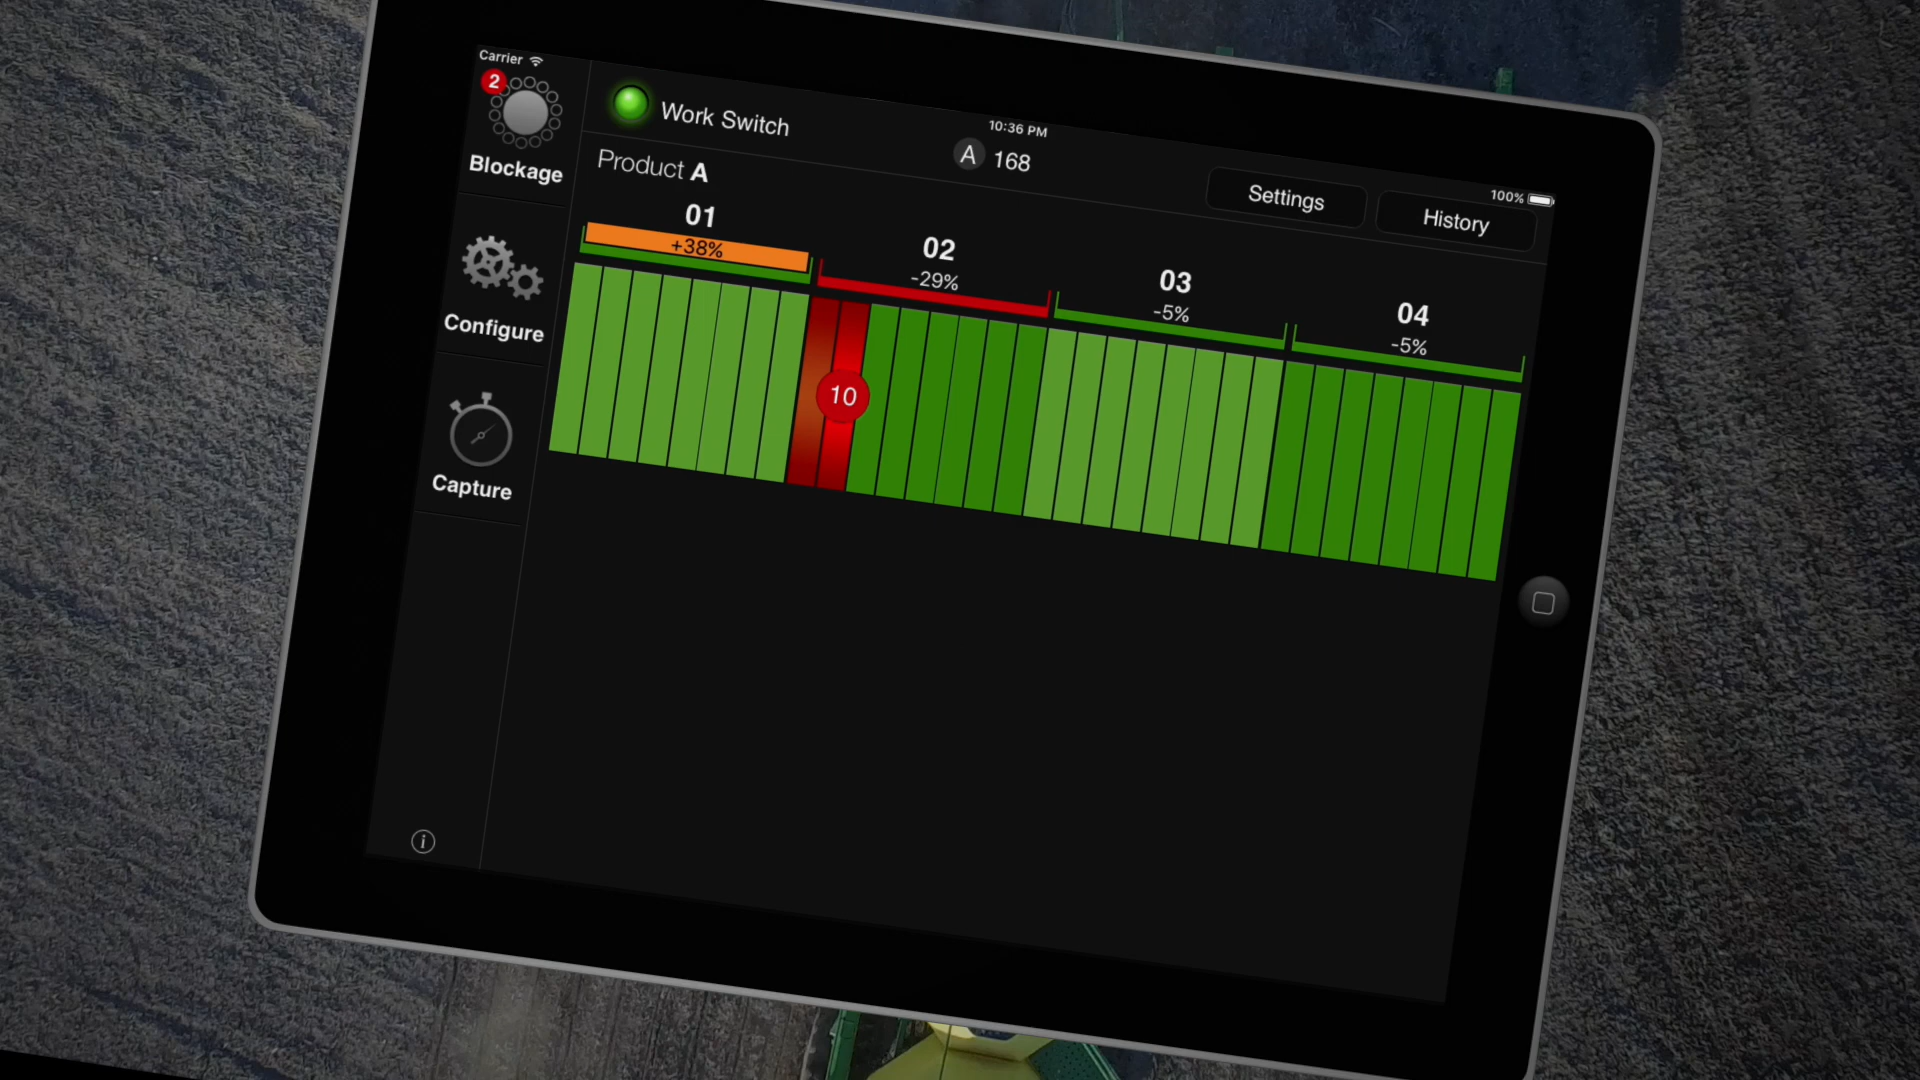 Carrier
2
Blockage
Configure
Capture
i
Work Switch
10:36 PM
A 168
100%
Settings
History
Product A
01
+38%
02
-29%
03
-5%
04
-5%
10